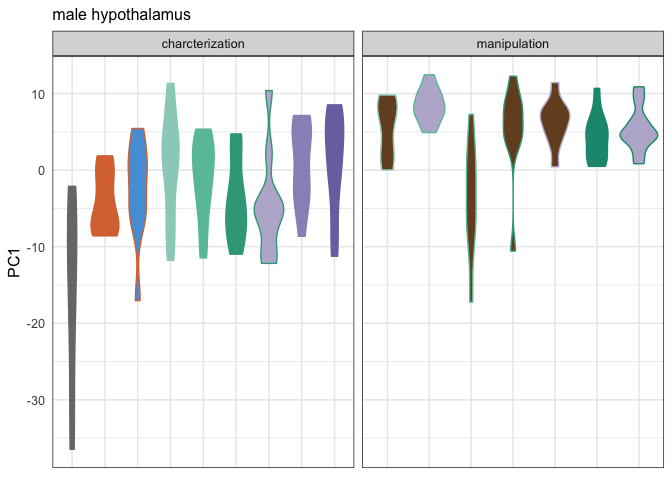 male hypothalamus
charcterization
manipulation
PC1
10
0
-10
-20
-30